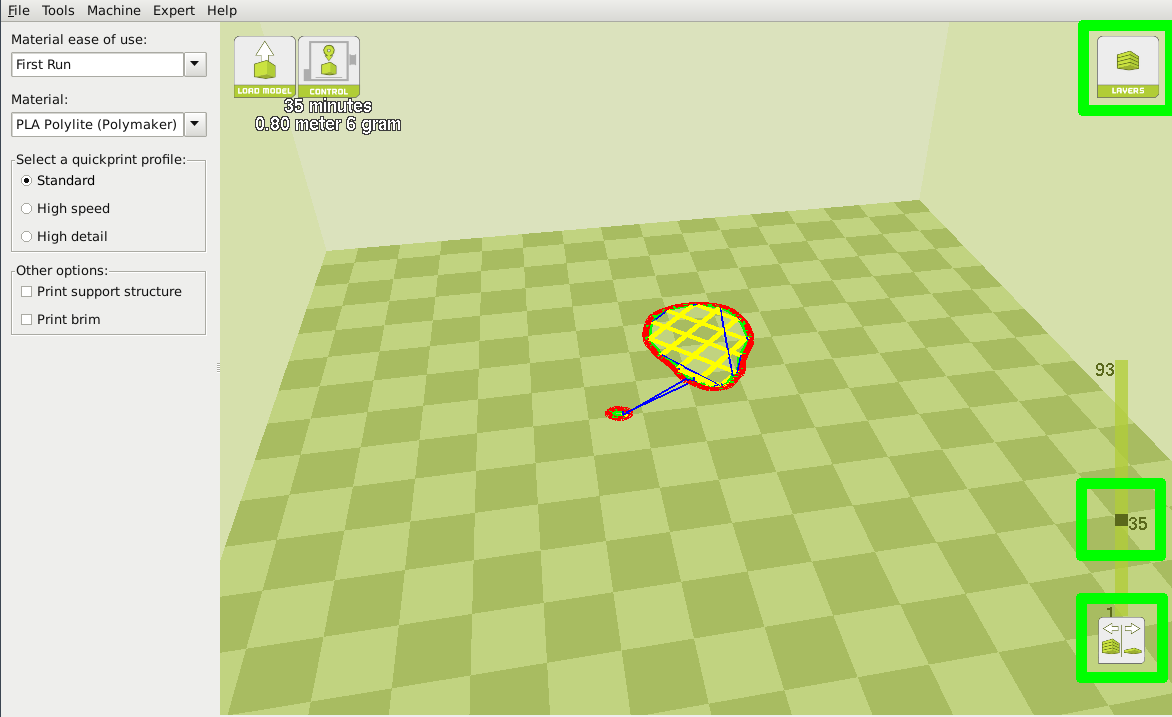 File Tools Machine Expert Help
Material ease of use:
First Run
Material:
PLA Polylite (Polymaker)
Select a quickprint profile:
Standard
High speed
High detail
Other options:
Print support structure
Print brim
LOAD MODEL
CONTROL
35 minutes
0.80 meter 6 gram
LAYERS
93
35
1